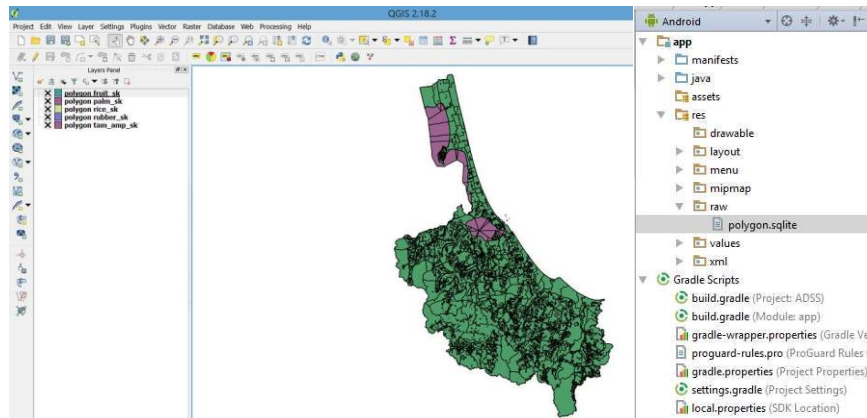 QGIS 2.18.2
Project Edit View Layer Settings Plugins Vector Raster Database Web Processing Help
Layers Panel
polygon fruit_sk
polygon palm_sk
polygon rice_sk
polygon rubber_sk
polygon tam_amp_sk
Android
app
manifests
java
assets
res
drawable
layout
menu
mipmap
raw
polygon.sqlite
values
xml
Gradle Scripts
build.gradle (Project: ADSS)
build.gradle (Module: app)
gradle-wrapper.properties (Gradle Ve
proguard-rules.pro (ProGuard Rules
gradle.properties (Project Properties)
settings.gradle (Project Settings)
local.properties (SDK Location)